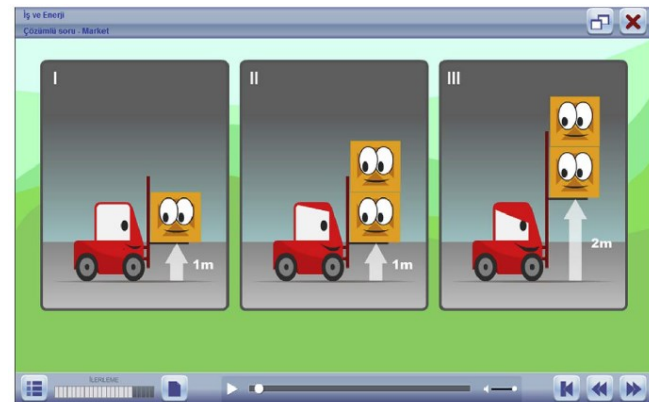 İş ve Enerji
Çözümlü soru - Market
I
II
III
1m
1m
2m
İLERLEME